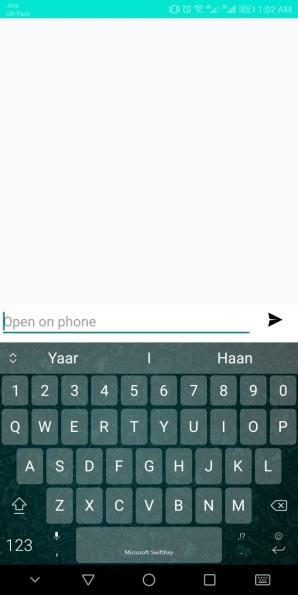 Jazz
Ufo Pack
1:02 AM
Open on phone
Yaar I Haan
1 2 3 4 5 6 7 8 9 0
Q W E R T Y U I O P
A S D F G H J K L
Z X C V B N M
123 , Microsoft SwiftKey .,!?